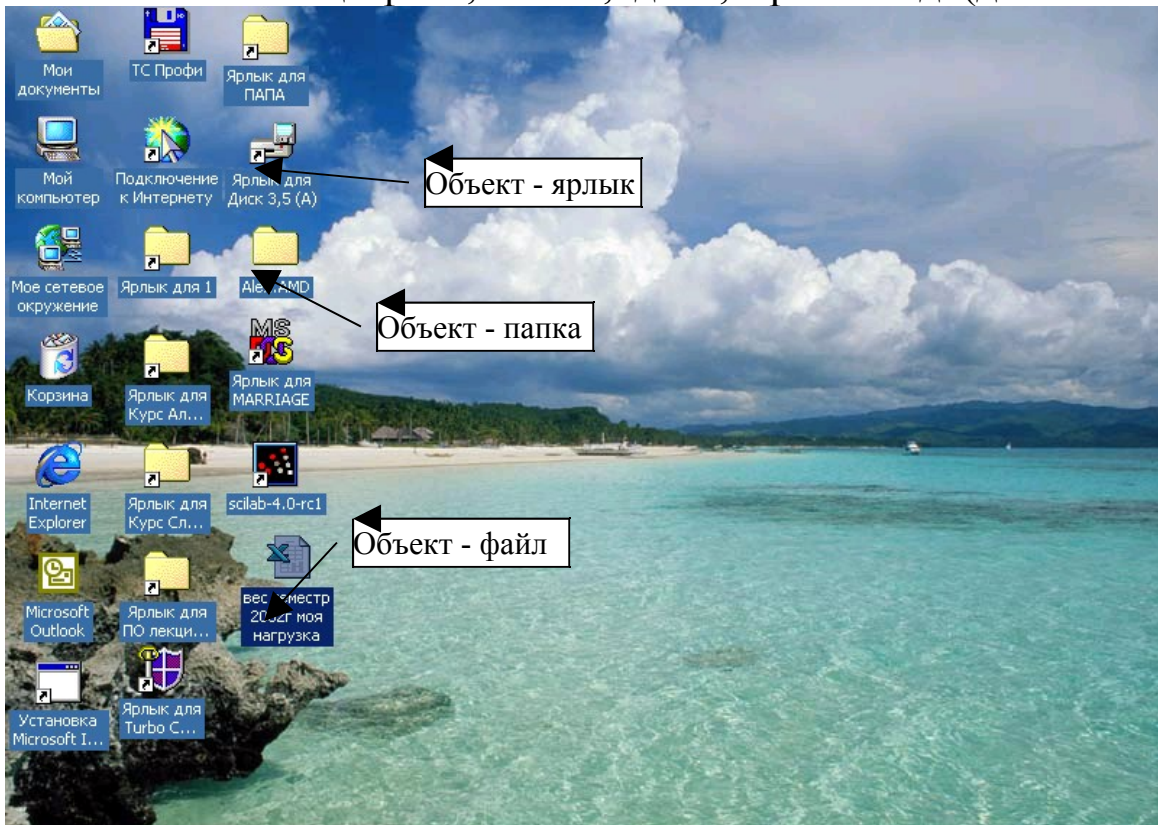 Мои
документы
ТС Профи
Ярлык для
ПАПА
Мой
компьютер
Подключение
к Интернету
Ярлык для
Диск 3,5 (A)
Объект - ярлык
Мое сетевое
окружение
Ярлык для 1
AMD
Объект - папка
Корзина
Ярлык для
Курс Ал...
MS
Ярлык для
MARRIAGE
Internet
Explorer
Ярлык для
Курс Сл...
scilab-4.0-rc1
Объект - файл
Microsoft
Outlook
Ярлык для
ПО лекци...
моя
нагрузка
Установка
Microsoft I...
Ярлык для
Turbo C...